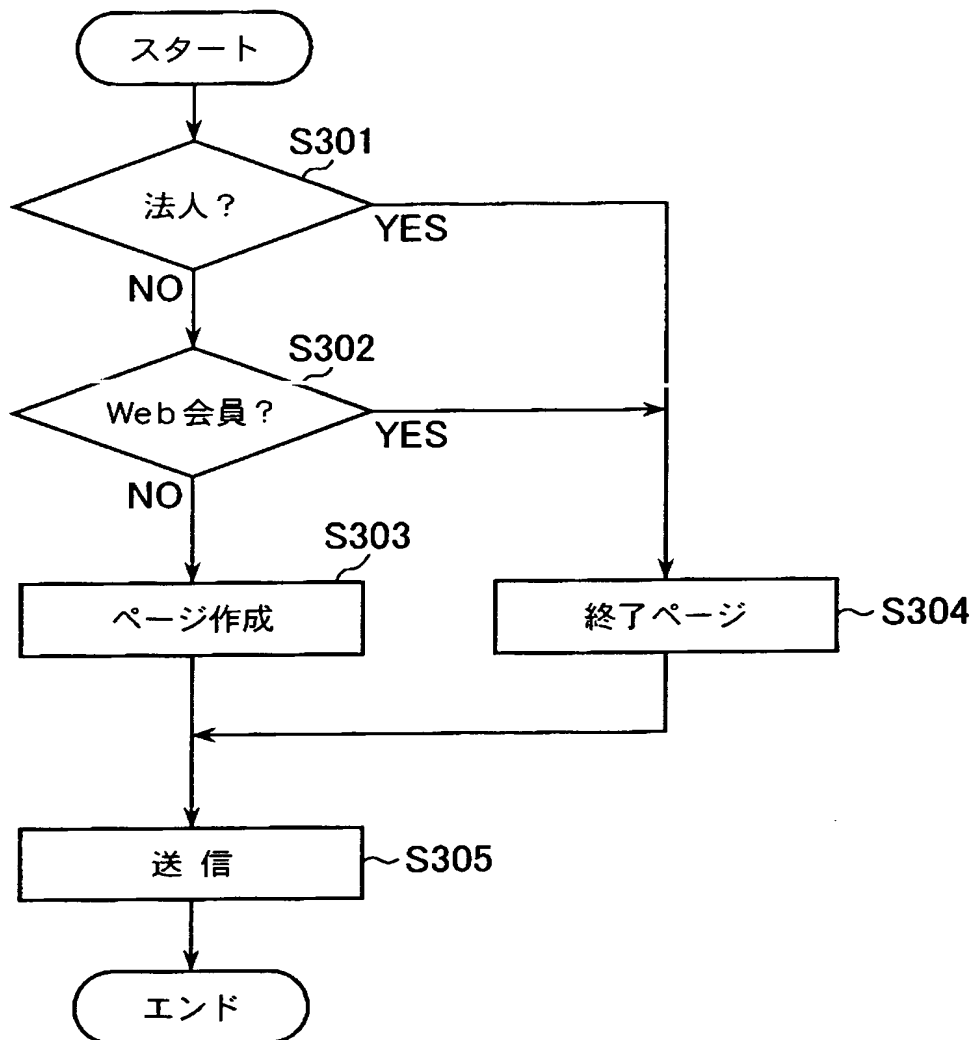 スタート
S301
法人？
YES
NO
S302
Web会員？
YES
NO
S303
ページ作成
終了ページ
S304
送信
S305
エンド